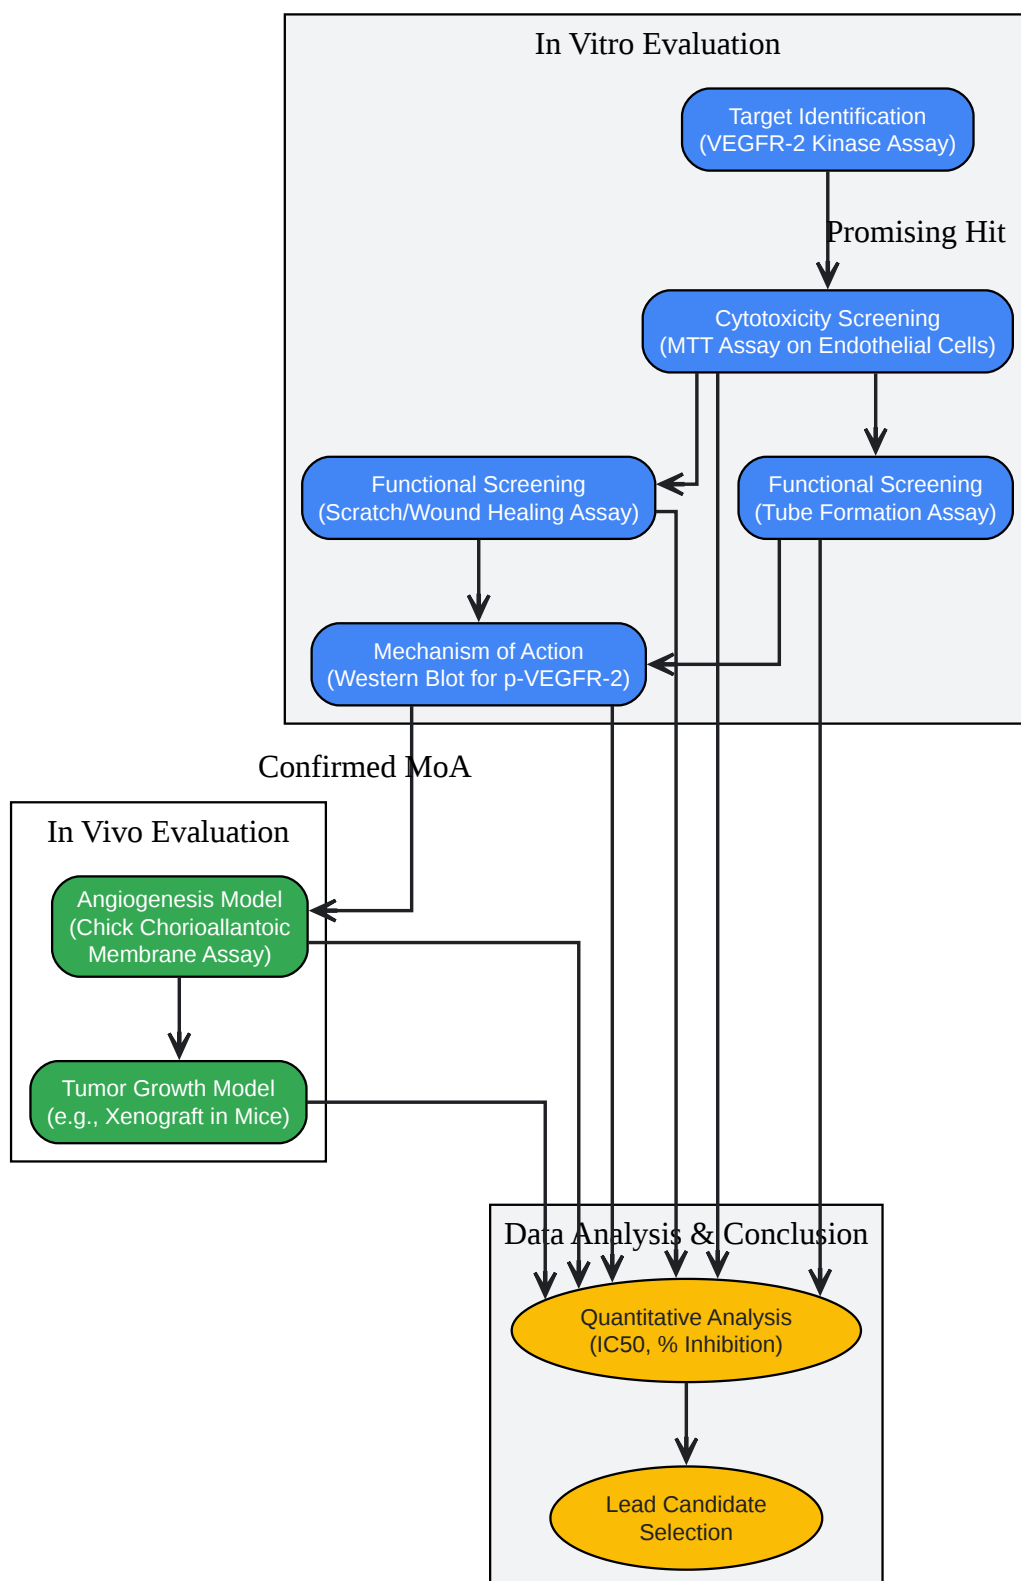 In Vitro Evaluation
Target Identification
(VEGFR-2 Kinase Assay)
Promising Hit
Cytotoxicity Screening
(MTT Assay on Endothelial Cells)
Functional Screening
(Scratch/Wound Healing Assay)
Functional Screening
(Tube Formation Assay)
Mechanism of Action
(Western Blot for p-VEGFR-2)
Confirmed MoA
In Vivo Evaluation
Angiogenesis Model
(Chick Chorioallantoic
Membrane Assay)
Tumor Growth Model
(e.g., Xenograft in Mice)
Data Analysis & Conclusion
Quantitative Analysis
(IC50, % Inhibition)
Lead Candidate
Selection